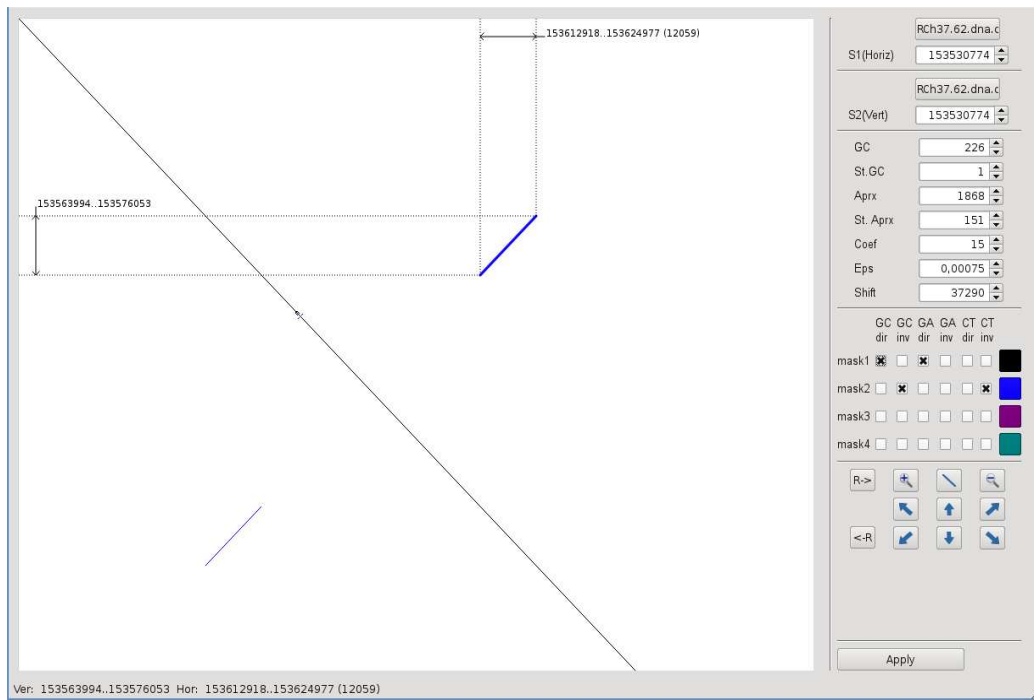 153612918..153624977 (12059)
153563994..153576053
RCh37.62.dna.c
S1(Horiz) 153530774
RCh37.62.dna.c
S2(Vert) 153530774
GC 226
St.GC 1
Aprx 1868
St. Aprx 151
Coef 15
Eps 0,00075
Shift 37290
GC GC GA GA CT CT
dir inv dir inv dir inv
mask1
mask2
mask3
mask4
R->
<-R
Apply
Ver: 153563994..153576053 Hor: 153612918..153624977 (12059)